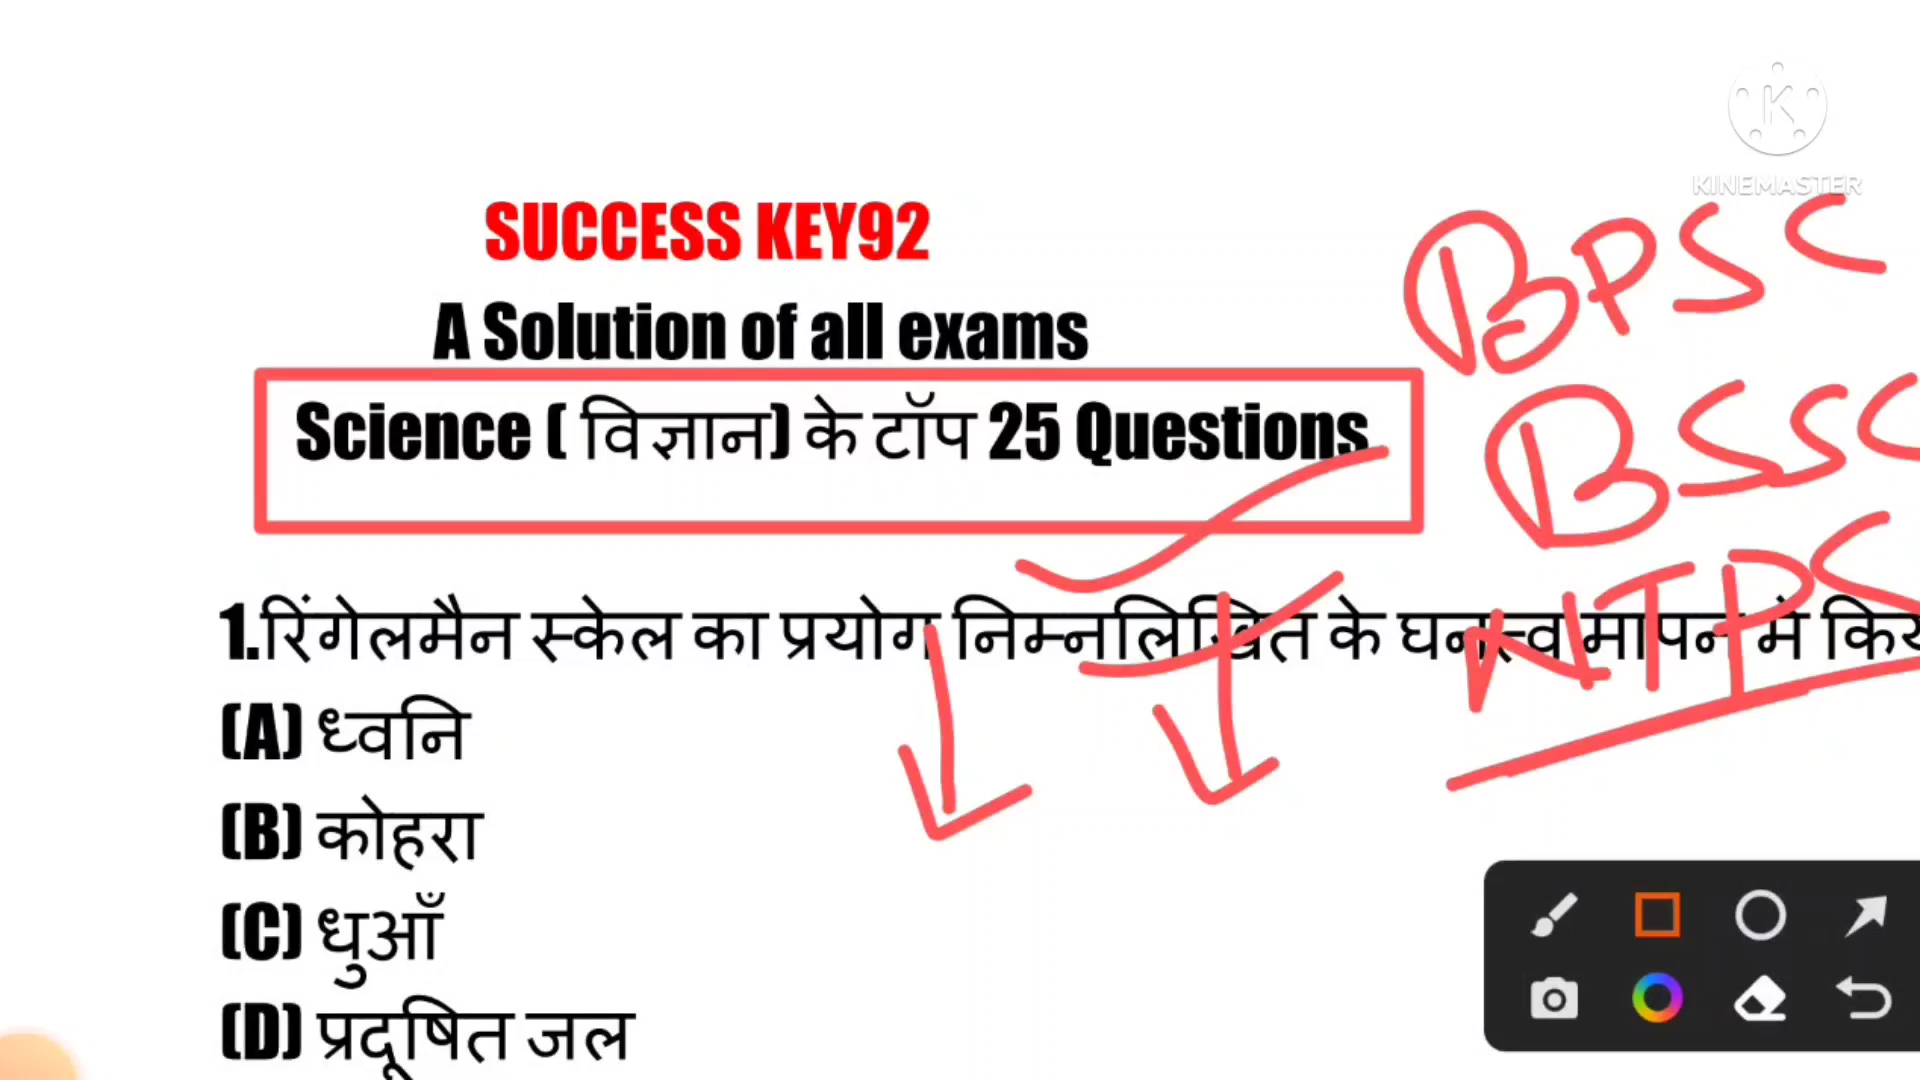 KINEMASTER
SUCCESS KEY92
A Solution of all exams
Science ( विज्ञान) के टॉप 25 Questions
BPSC
BSSC
NTPC
1.रिंगेलमैन स्केल का प्रयोग निम्नलिखित के घनत्त्व मापन में
(A) ध्वनि
(B) कोहरा
(C) धुआँ
(D) प्रदूषित जल